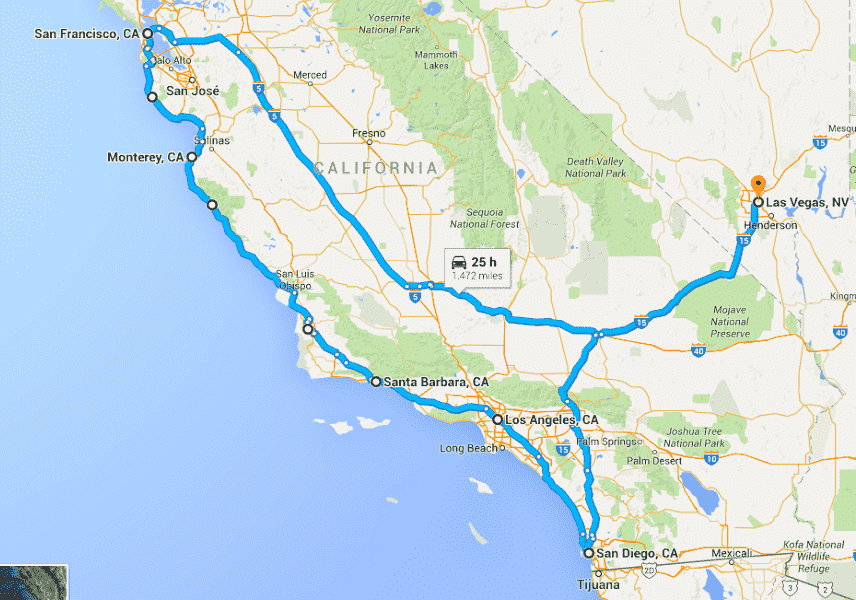 Yosemite
National Park
San Francisco, CA
Mammoth
Lakes
Palo Alto
Merced
San José
5
5
15
Mesqu
Salinas
Fresno
Monterey, CA
CALIFORNIA
Death Valley
National Park
Las Vegas, NV
Henderson
Sequoia
National Forest
15
25 h
1,472 miles
San Luis
Obispo
5
Kingm
Mojave
National
Preserve
15
40
40
Santa Barbara, CA
Los Angeles, CA
Joshua Tree
National Park
Palm Springs
Long Beach
15
Palm Desert
10
San Diego, CA
Kofa National
Wildlife
Refuge
Mexicali
Tijuana
2D
3
2